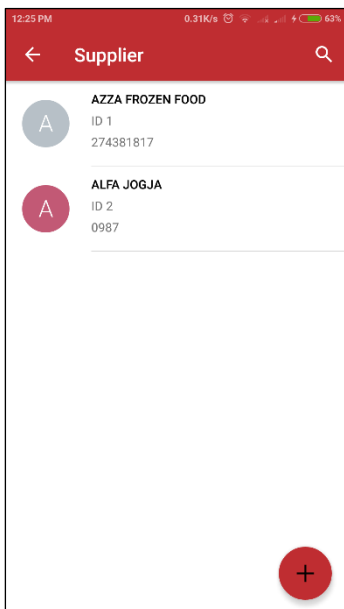 12:25 PM 0.31K/s 63%
Supplier
A
AZZA FROZEN FOOD
ID 1
274381817
A
ALFA JOGJA
ID 2
0987